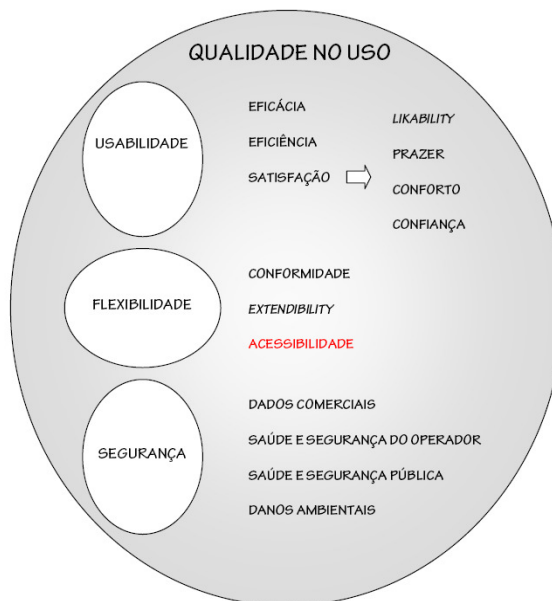 QUALIDADE NO USO
USABILIDADE
EFICÁCIA
EFICIÊNCIA
SATISFAÇÃO
LIKABILITY
PRAZER
CONFORTO
CONFIANÇA
FLEXIBILIDADE
CONFORMIDADE
EXTENDIBILITY
ACESSIBILIDADE
SEGURANÇA
DADOS COMERCIAIS
SAÚDE E SEGURANÇA DO OPERADOR
SAÚDE E SEGURANÇA PÚBLICA
DANOS AMBIENTAIS